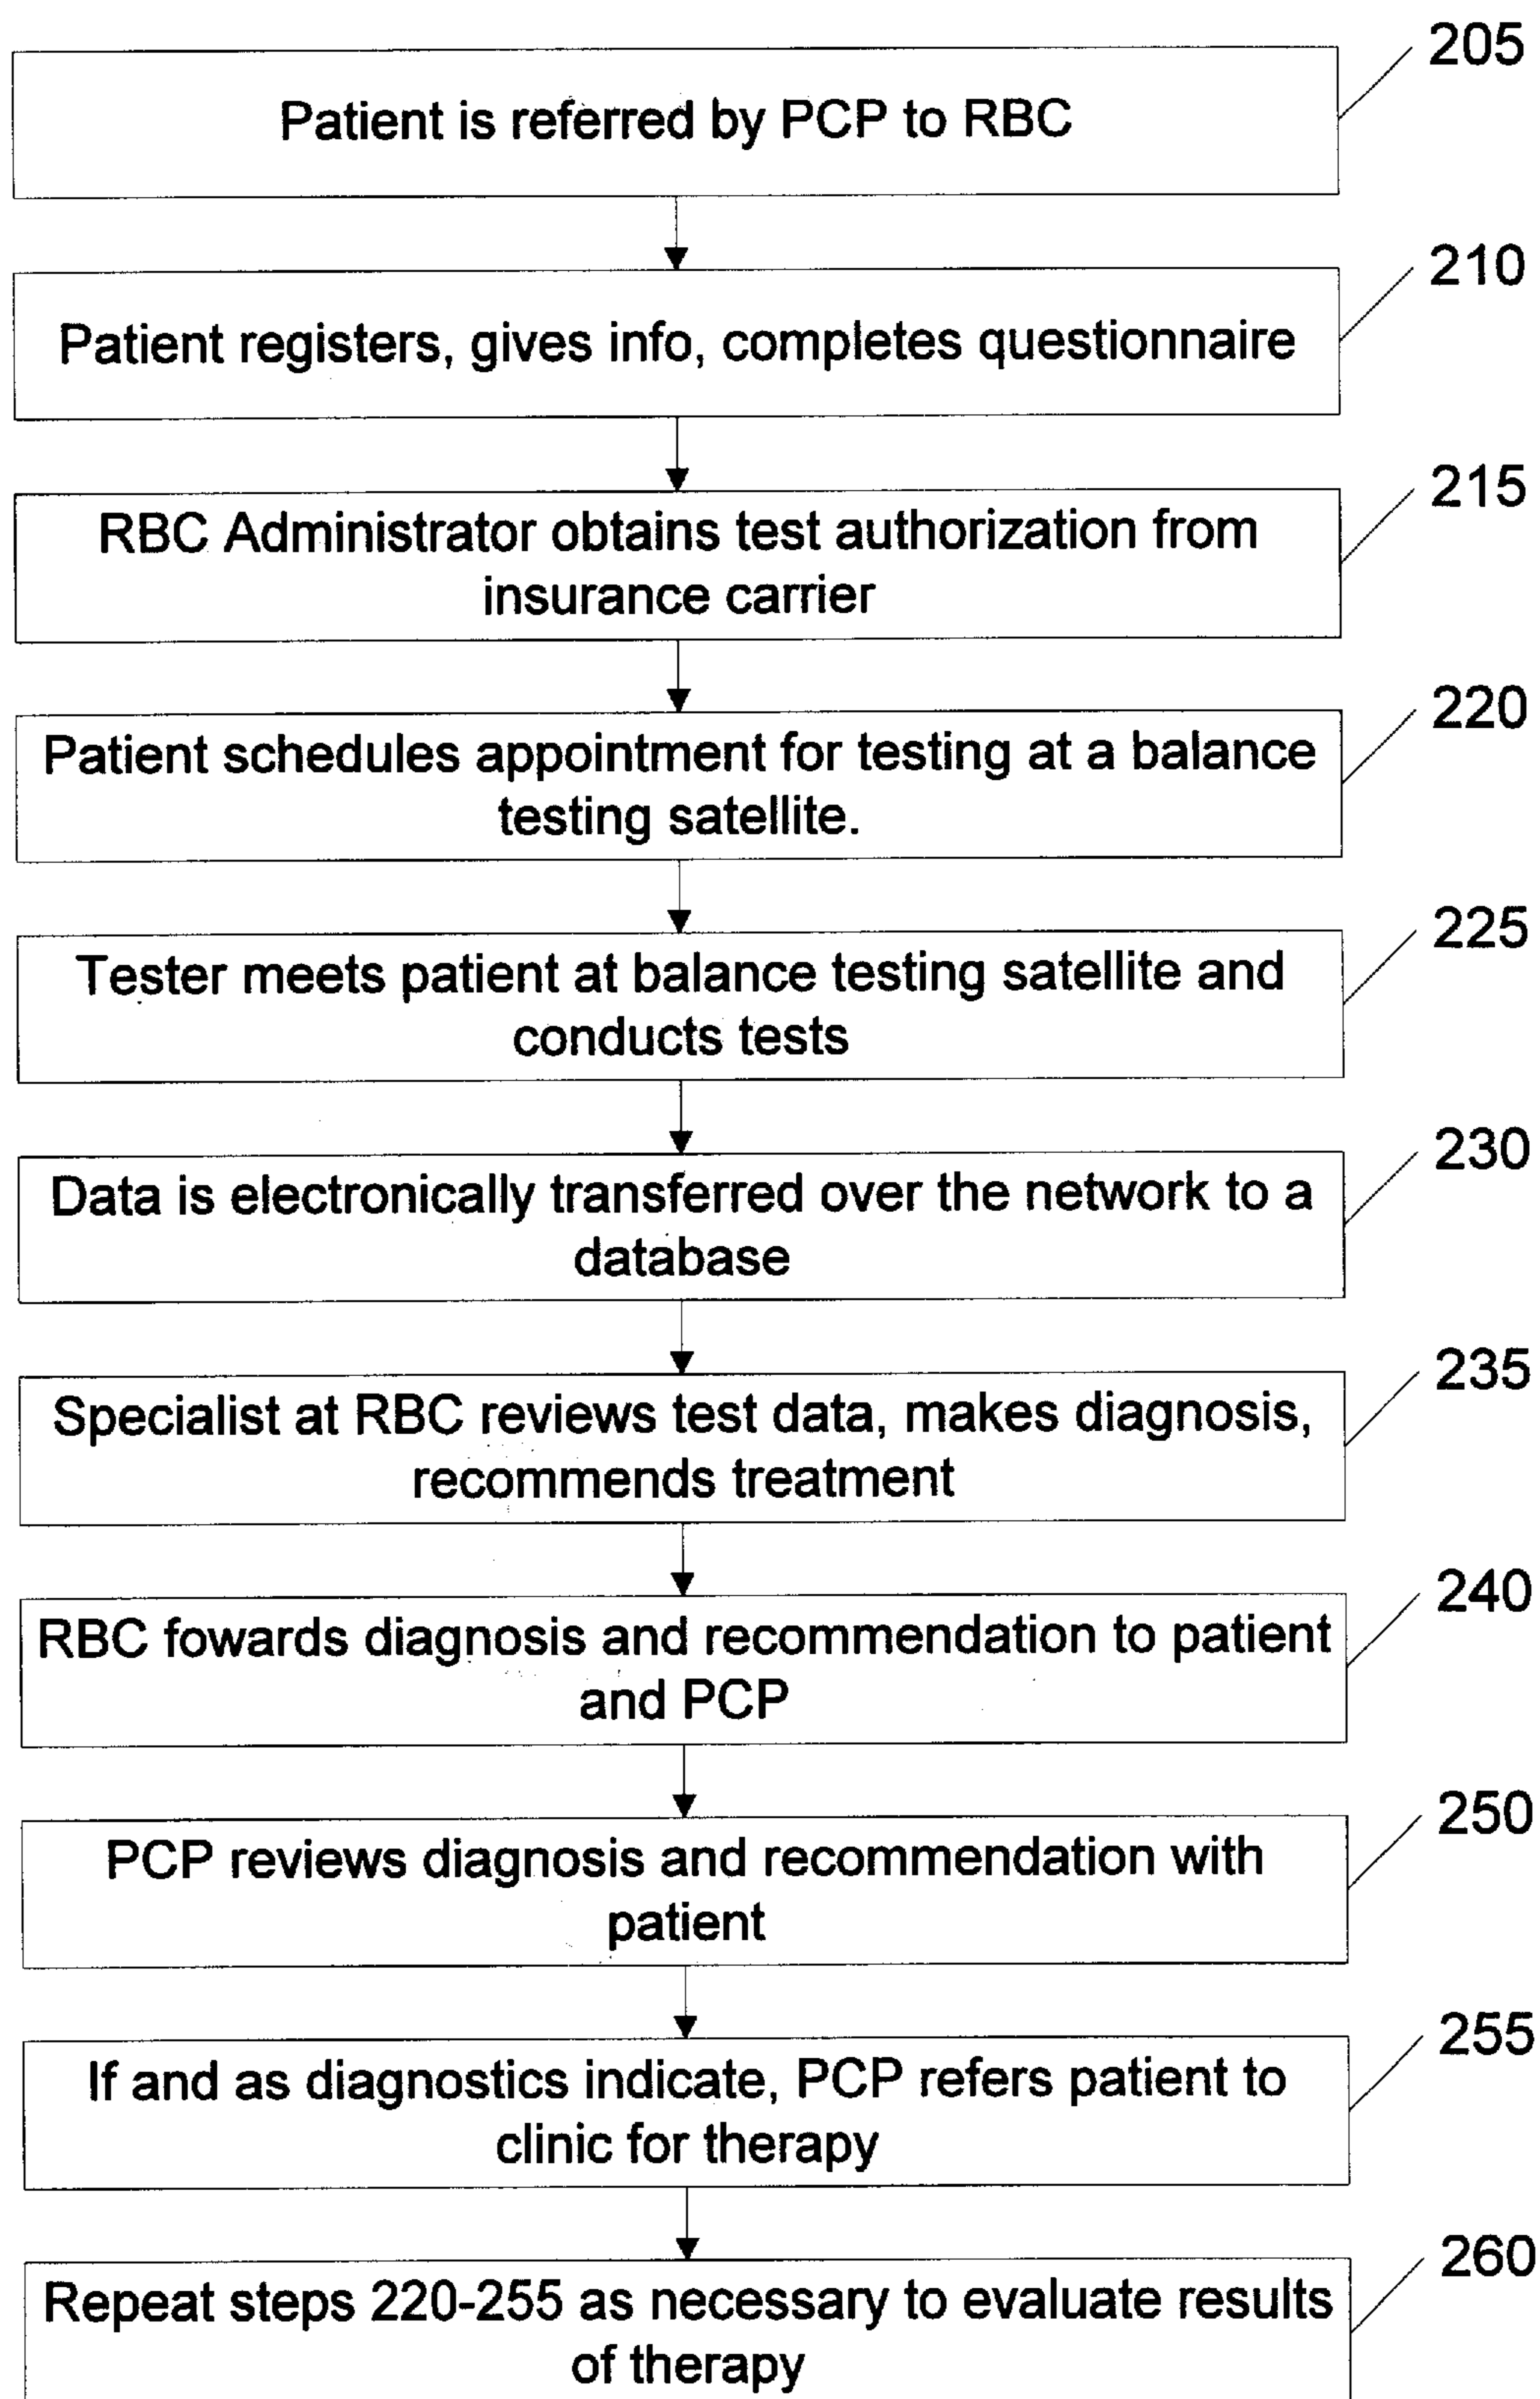 205
Patient is referred by PCP to RBC
210
Patient registers, gives info, completes questionnaire
215
RBC Administrator obtains test authorization from
insurance carrier
220
Patient schedules appointment for testing at a balance
testing satellite.
225
Tester meets patient at balance testing satellite and
conducts tests
230
Data is electronically transferred over the network to a
database
235
Specialist at RBC reviews test data, makes diagnosis,
recommends treatment
240
RBC fowards diagnosis and recommendation to patient
and PCP
250
PCP reviews diagnosis and recommendation with
patient
255
If and as diagnostics indicate, PCP refers patient to
clinic for therapy
260
Repeat steps 220-255 as necessary to evaluate results
of therapy